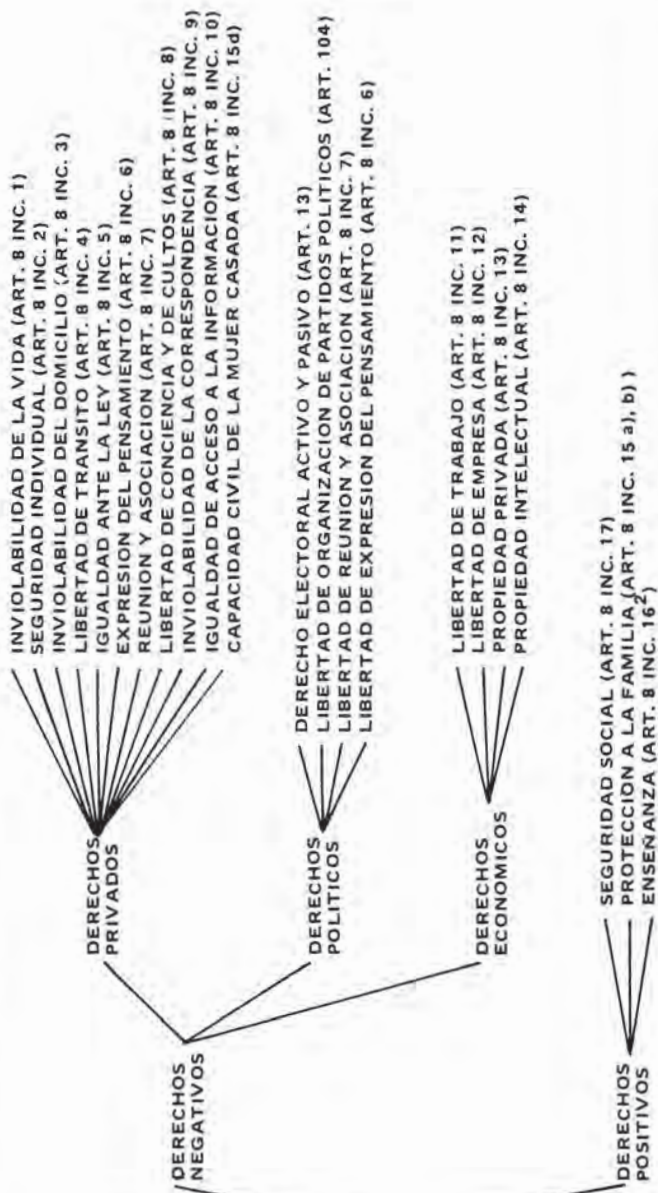 DERECHOS
NEGATIVOS
DERECHOS
PRIVADOS
INVIOLABILIDAD DE LA VIDA (ART. 8 INC. 1)
SEGURIDAD INDIVIDUAL (ART. 8 INC. 2)
INVIOLABILIDAD DEL DOMICILIO (ART. 8 INC. 3)
LIBERTAD DE TRANSITO (ART. 8 INC. 4)
IGUALDAD ANTE LA LEY (ART. 8 INC. 5)
EXPRESION DEL PENSAMIENTO (ART. 8 INC. 6)
REUNION Y ASOCIACION (ART. 8 INC. 7)
LIBERTAD DE CONCIENCIA Y DE CULTOS (ART. 8 INC. 8)
INVIOLABILIDAD DE LA CORRESPONDENCIA (ART. 8 INC. 9)
IGUALDAD DE ACCESO A LA INFORMACION (ART. 8 INC. 10)
CAPACIDAD CIVIL DE LA MUJER CASADA (ART. 8 INC. 15d)
DERECHOS
POLITICOS
DERECHO ELECTORAL ACTIVO Y PASIVO (ART. 13)
LIBERTAD DE ORGANIZACION DE PARTIDOS POLITICOS (ART. 104)
LIBERTAD DE REUNION Y ASOCIACION (ART. 8 INC. 7)
LIBERTAD DE EXPRESION DEL PENSAMIENTO (ART. 8 INC. 6)
DERECHOS
ECONOMICOS
LIBERTAD DE TRABAJO (ART. 8 INC. 11)
LIBERTAD DE EMPRESA (ART. 8 INC. 12)
PROPIEDAD PRIVADA (ART. 8 INC. 13)
PROPIEDAD INTELECTUAL (ART. 8 INC. 14)
DERECHOS
POSITIVOS
SEGURIDAD SOCIAL (ART. 8 INC. 17)
PROTECCION A LA FAMILIA (ART. 8 INC. 15 a), b) )
ENSEÑANZA (ART. 8 INC. 16²)